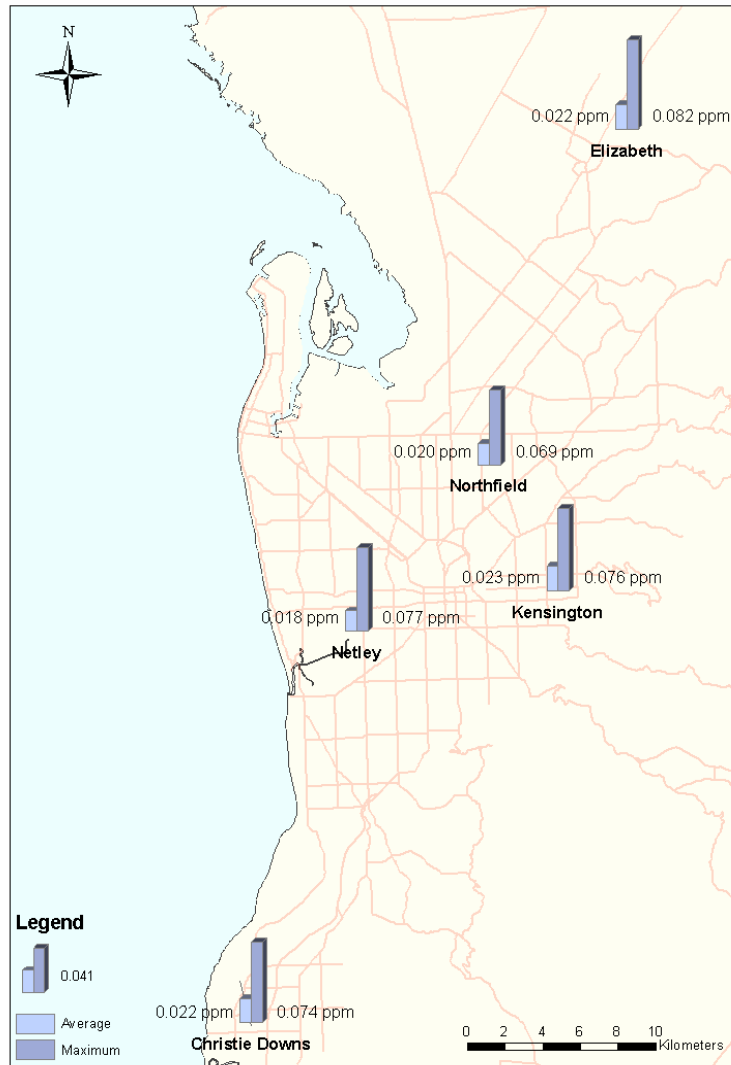 N
0.022 ppm 0.082 ppm
Elizabeth
0.020 ppm 0.069 ppm
Northfield
0.023 ppm 0.076 ppm
Kensington
0.018 ppm 0.077 ppm
Netley
Legend
0.041
Average
Maximum
0.022 ppm 0.074 ppm
Christie Downs
0 2 4 6 8 10
Kilometers